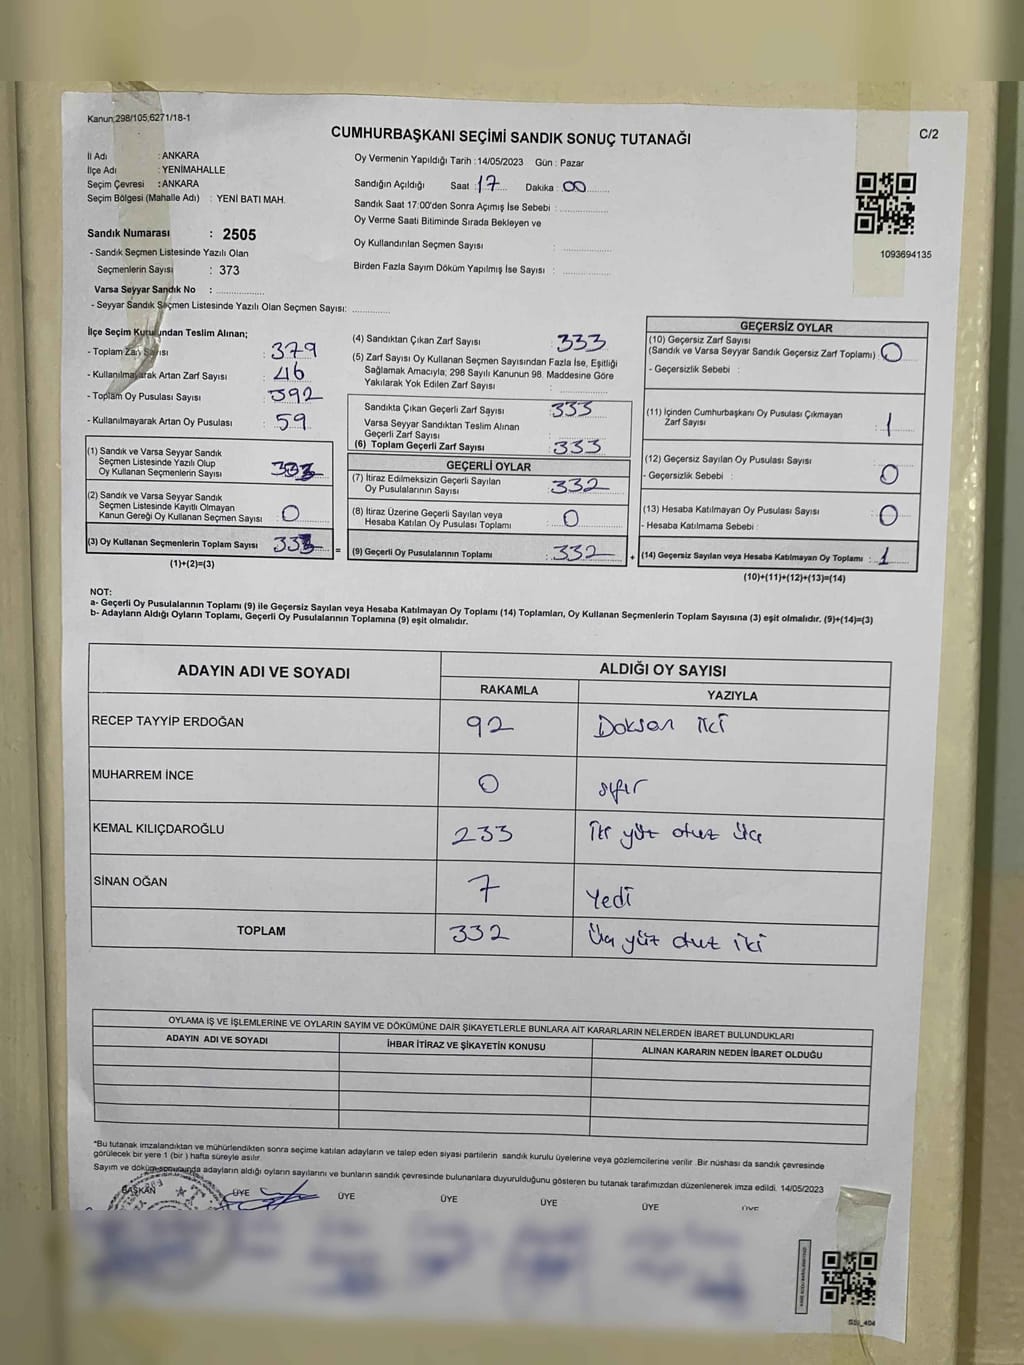 Kanun;298/105,6271/18-1
CUMHURBAŞKANI SEÇİMİ SANDIK SONUÇ TUTANAĞI
C/2
İl Adı : ANKARA
İlçe Adı : YENİMAHALLE
Seçim Çevresi : ANKARA
Seçim Bölgesi (Mahalle Adı) : YENİ BATI MAH.
Oy Vermenin Yapıldığı Tarih : 14/05/2023 Gün : Pazar
Sandığın Açıldığı Saat : 17 Dakika : 00
Sandık Saat 17:00'den Sonra Açımış İse Sebebi :
Oy Verme Saati Bitiminde Sırada Bekleyen ve
Oy Kullandırılan Seçmen Sayısı :
Birden Fazla Sayım Döküm Yapılmış İse Sayısı :
1093694135
Sandık Numarası : 2505
- Sandık Seçmen Listesinde Yazılı Olan
Seçmenlerin Sayısı : 373
Varsa Seyyar Sandık No :
- Seyyar Sandık Seçmen Listesinde Yazılı Olan Seçmen Sayısı:
İlçe Seçim Kurulundan Teslim Alınan;
- Toplam Zarf Sayısı : 379
- Kullanılmayarak Artan Zarf Sayısı : 46
- Toplam Oy Pusulası Sayısı : 392
- Kullanılmayarak Artan Oy Pusulası : 59
(1) Sandık ve Varsa Seyyar Sandık
Seçmen Listesinde Yazılı Olup
Oy Kullanan Seçmenlerin Sayısı : 333
(2) Sandık ve Varsa Seyyar Sandık
Seçmen Listesinde Kayıtlı Olmayan
Kanun Gereği Oy Kullanan Seçmen Sayısı : 0
(3) Oy Kullanan Seçmenlerin Toplam Sayısı : 333
(1)+(2)=(3)
=
(4) Sandıktan Çıkan Zarf Sayısı : 333
(5) Zarf Sayısı Oy Kullanan Seçmen Sayısından Fazla İse, Eşitliği
Sağlamak Amacıyla; 298 Sayılı Kanunun 98. Maddesine Göre
Yakılarak Yok Edilen Zarf Sayısı :
Sandıkta Çıkan Geçerli Zarf Sayısı : 333
Varsa Seyyar Sandıktan Teslim Alınan
Geçerli Zarf Sayısı :
(6) Toplam Geçerli Zarf Sayısı : 333
GEÇERLİ OYLAR
(7) İtiraz Edilmeksizin Geçerli Sayılan
Oy Pusulalarının Sayısı : 332
(8) İtiraz Üzerine Geçerli Sayılan veya
Hesaba Katılan Oy Pusulası Toplamı : 0
(9) Geçerli Oy Pusulalarının Toplamı : 332
+
GEÇERSİZ OYLAR
(10) Geçersiz Zarf Sayısı
(Sandık ve Varsa Seyyar Sandık Geçersiz Zarf Toplamı) : 0
- Geçersizlik Sebebi :
(11) İçinden Cumhurbaşkanı Oy Pusulası Çıkmayan
Zarf Sayısı : 1
(12) Geçersiz Sayılan Oy Pusulası Sayısı :
- Geçersizlik Sebebi : 0
(13) Hesaba Katılmayan Oy Pusulası Sayısı : 0
- Hesaba Katılmama Sebebi :
(14) Geçersiz Sayılan veya Hesaba Katılmayan Oy Toplamı : 1
(10)+(11)+(12)+(13)=(14)
NOT:
a- Geçerli Oy Pusulalarının Toplamı (9) ile Geçersiz Sayılan veya Hesaba Katılmayan Oy Toplamı (14) Toplamları, Oy Kullanan Seçmenlerin Toplam Sayısına (3) eşit olmalıdır. (9)+(14)=(3)
b- Adayların Aldığı Oyların Toplamı, Geçerli Oy Pusulalarının Toplamına (9) eşit olmalıdır.
ADAYIN ADI VE SOYADI
ALDIĞI OY SAYISI
RAKAMLA YAZIYLA
RECEP TAYYİP ERDOĞAN 92 Doksan iki
MUHARREM İNCE 0 sıfır
KEMAL KILIÇDAROĞLU 233 İki yüz otuz üç
SİNAN OĞAN 7 Yedi
TOPLAM 332 Üç yüz otuz iki
OYLAMA İŞ VE İŞLEMLERİNE VE OYLARIN SAYIM VE DÖKÜMÜNE DAİR ŞİKAYETLERLE BUNLARA AİT KARARLARIN NELERDEN İBARET BULUNDUKLARI
ADAYIN ADI VE SOYADI İHBAR İTİRAZ VE ŞİKAYETİN KONUSU ALINAN KARARIN NEDEN İBARET OLDUĞU
*Bu tutanak imzalandıktan ve mühürlendikten sonra seçime katılan adayların ve talep eden siyasi partilerin sandık kurulu üyelerine veya gözlemcilerine verilir. Bir nüshası da sandık çevresinde
görülecek bir yere 1 (bir ) hafta süreyle asılır.
Sayım ve döküm sonucunda adayların aldığı oyların sayılarını ve bunların sandık çevresinde bulunanlara duyurulduğunu gösteren bu tutanak tarafımızdan düzenlenerek imza edildi. 14/05/2023
BAŞKAN ÜYE ÜYE ÜYE ÜYE ÜYE ÜYE